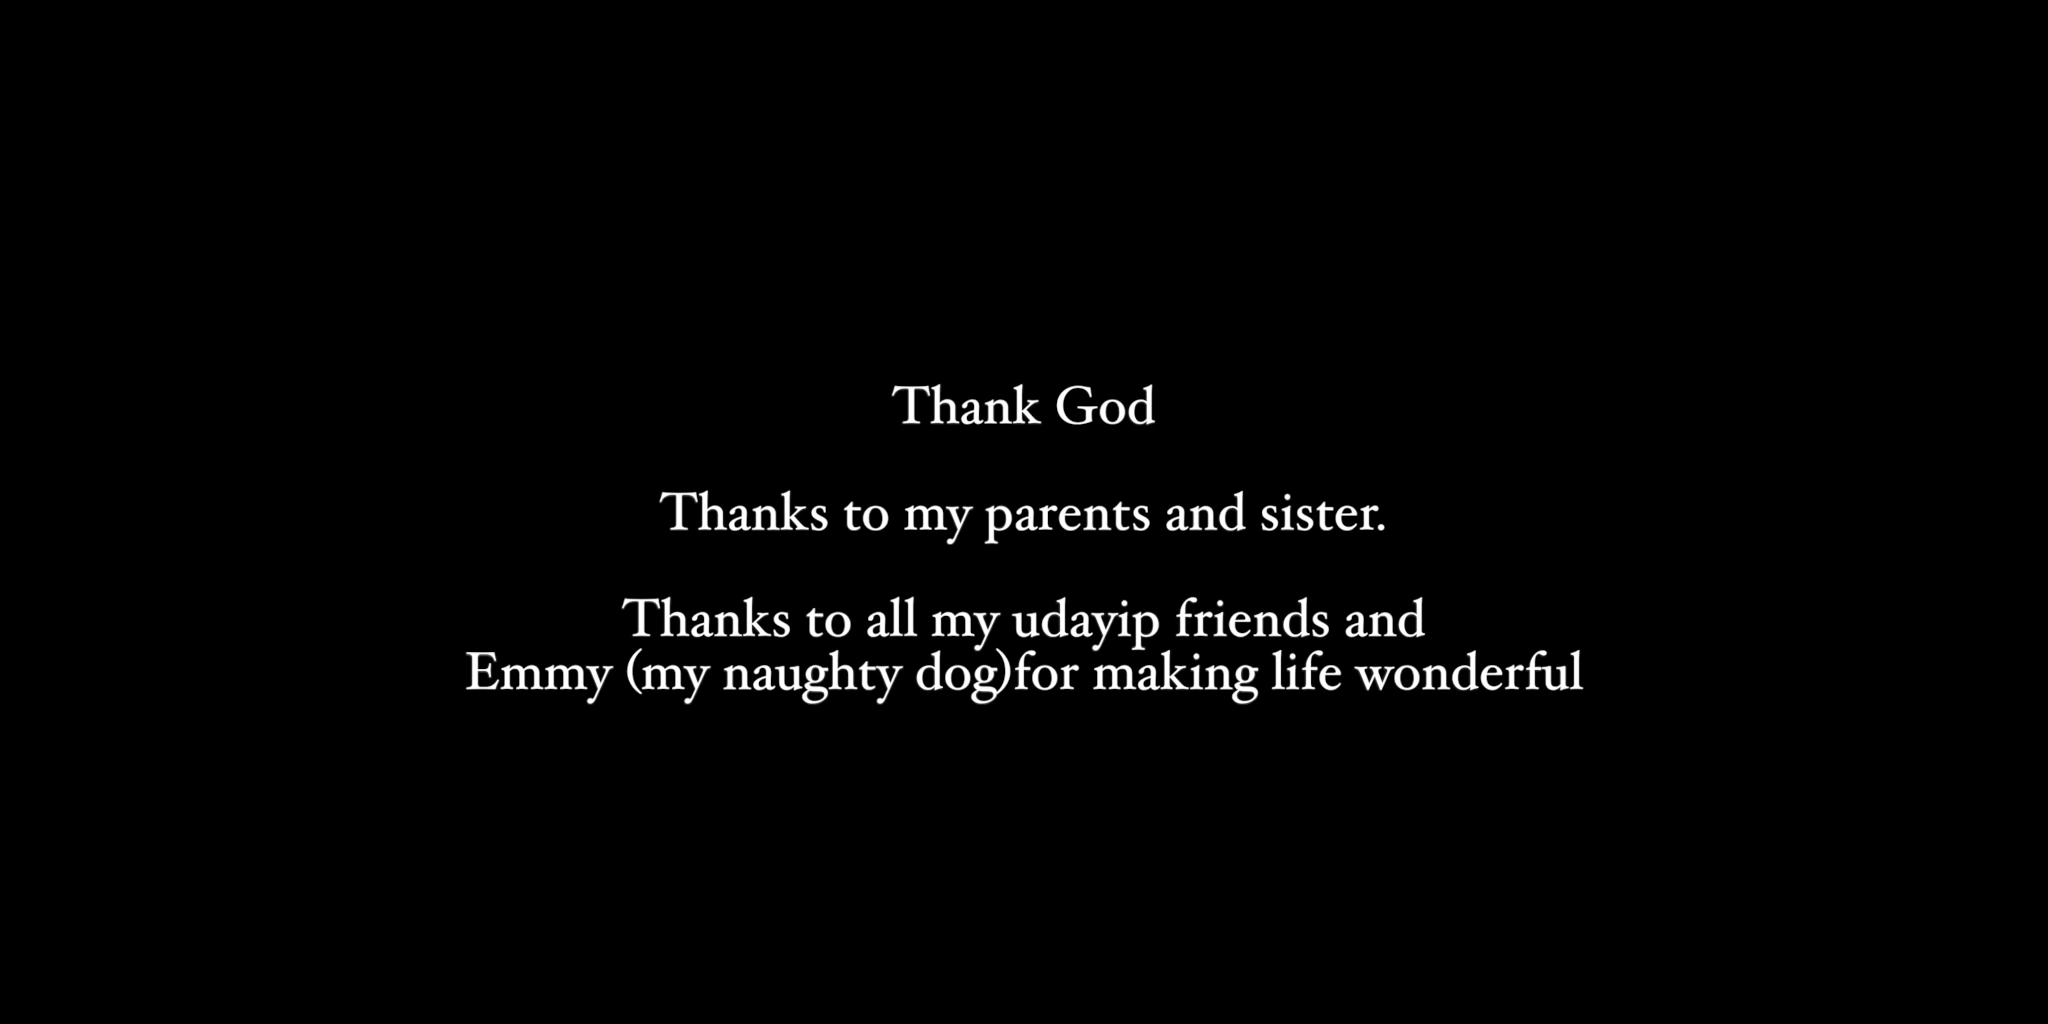 Thank God
Thanks to my parents and sister.
Thanks to all my udayip friends and
Emmy (my naughty dog)for making life wonderful